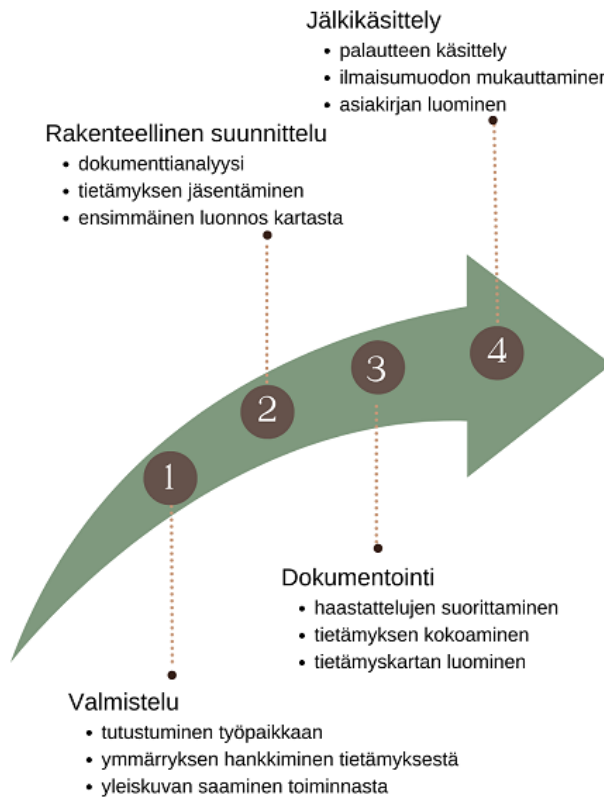 Jälkikäsittely
• palautteen käsittely
• ilmaisumuodon mukauttaminen
• asiakirjan luominen
Rakenteellinen suunnittelu
• dokumenttianalyysi
• tietämyksen jäsentäminen
• ensimmäinen luonnos kartasta
1
2
3
4
Dokumentointi
• haastattelujen suorittaminen
• tietämyksen kokoaminen
• tietämyskartan luominen
Valmistelu
• tutustuminen työpaikkaan
• ymmärryksen hankkiminen tietämyksestä
• yleiskuvan saaminen toiminnasta